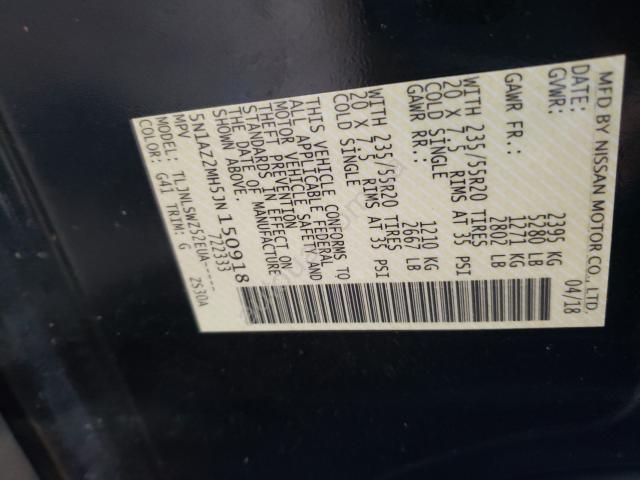 MFD BY NISSAN MOTOR CO., LTD.
DATE: 04/18
GVWR: 2395 KG
5280 LB
GAWR FR.: 1271 KG
2802 LB
WITH 235/55R20 TIRES
20 X 7.5 RIMS AT 35 PSI
COLD SINGLE
GAWR RR.: 1210 KG
2667 LB
WITH 235/55R20 TIRES
20 X 7.5 RIMS AT 35 PSI
COLD SINGLE
THIS VEHICLE CONFORMS TO
ALL APPLICABLE FEDERAL
MOTOR VEHICLE SAFETY AND
THEFT PREVENTION
STANDARDS IN EFFECT ON
THE DATE OF MANUFACTURE
SHOWN ABOVE.
5N1AZ2MH5JN150918
MPV 722333
MODEL: TLJNLSWZ52EUA-----
COLOR: G41 TRIM: G ZS30A